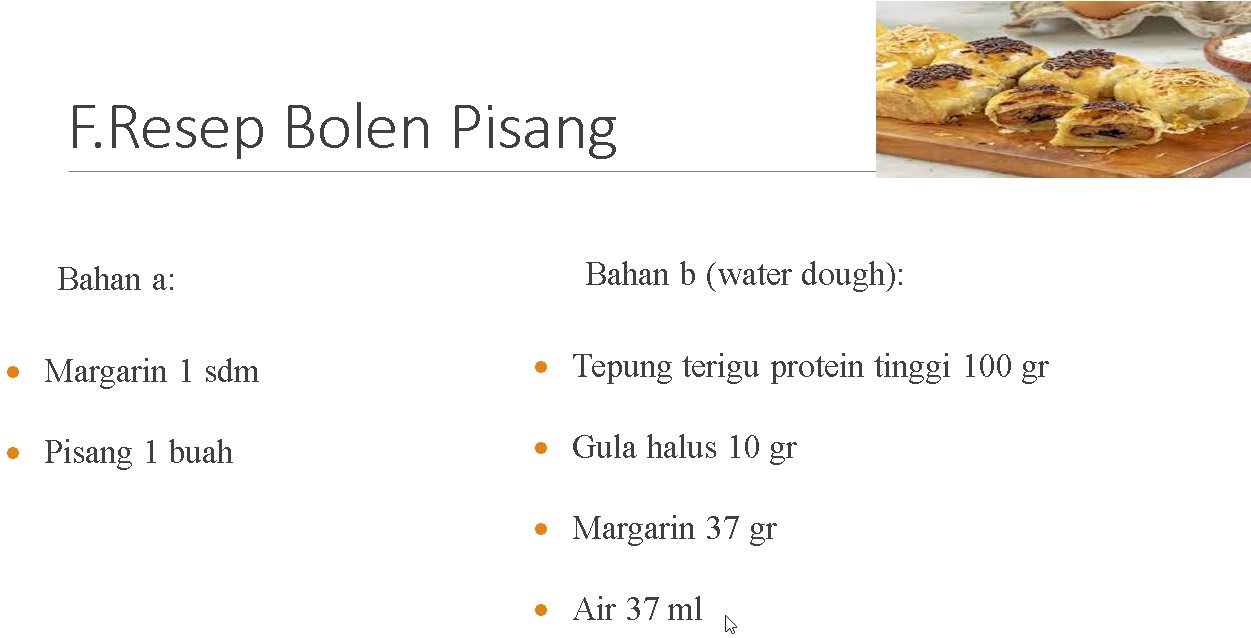 F.Resep Bolen Pisang
Bahan a:
Margarin 1 sdm
Pisang 1 buah
Bahan b (water dough):
Tepung terigu protein tinggi 100 gr
Gula halus 10 gr
Margarin 37 gr
Air 37 ml